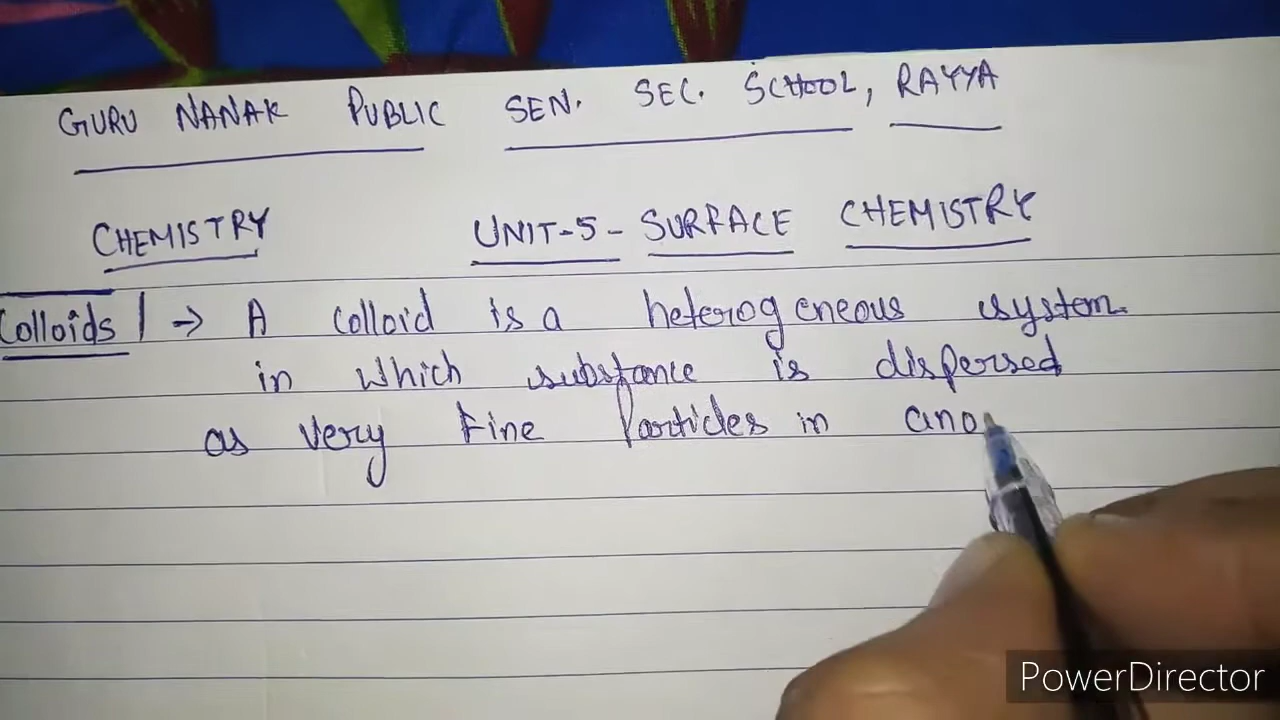 GURU NANAK PUBLIC SEN. SEC. SCHOOL, RAYYA
CHEMISTRY UNIT-5- SURFACE CHEMISTRY
Colloids → A colloid is a heterogeneous system
in which substance is dispersed
as very fine Particles in ano
PowerDirector